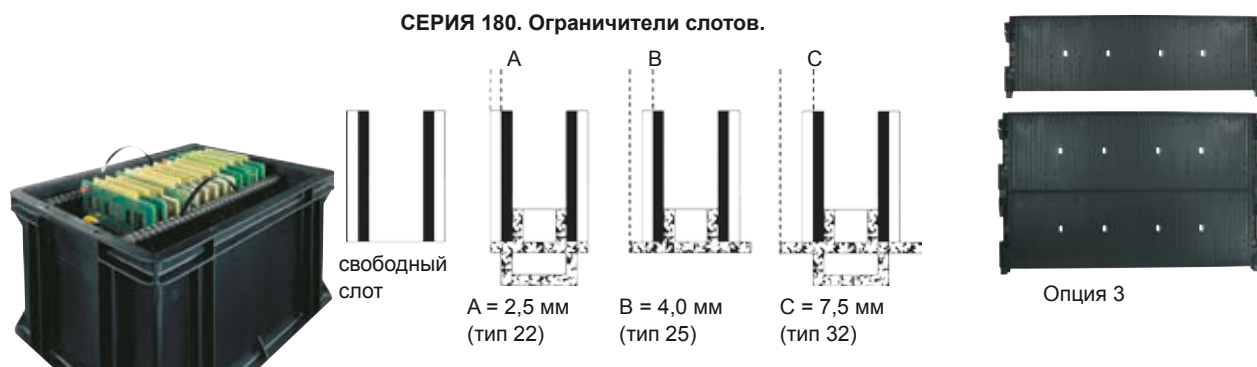 СЕРИЯ 180. Ограничители слотов.
A
B
C
свободный
слот
A = 2,5 мм
(тип 22)
B = 4,0 мм
(тип 25)
C = 7,5 мм
(тип 32)
Опция 3